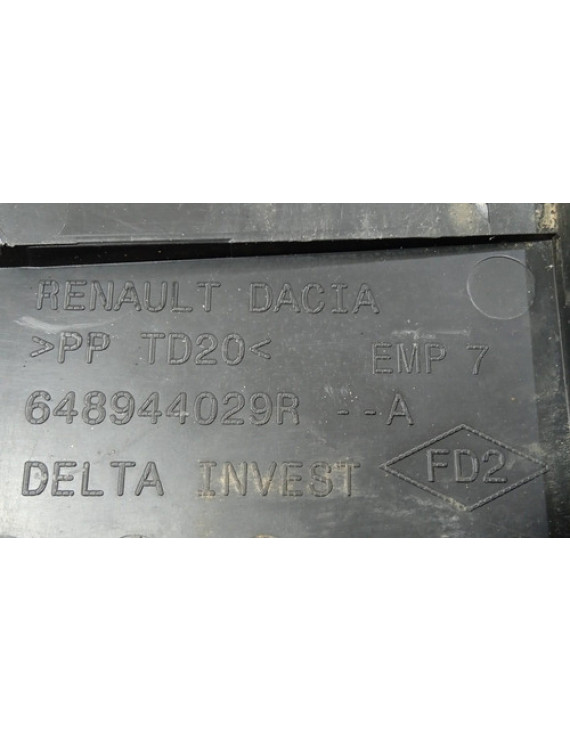 RENAULT DACIA
>PP TD20< EMP 7
648944029R --A
DELTA INVEST FD2